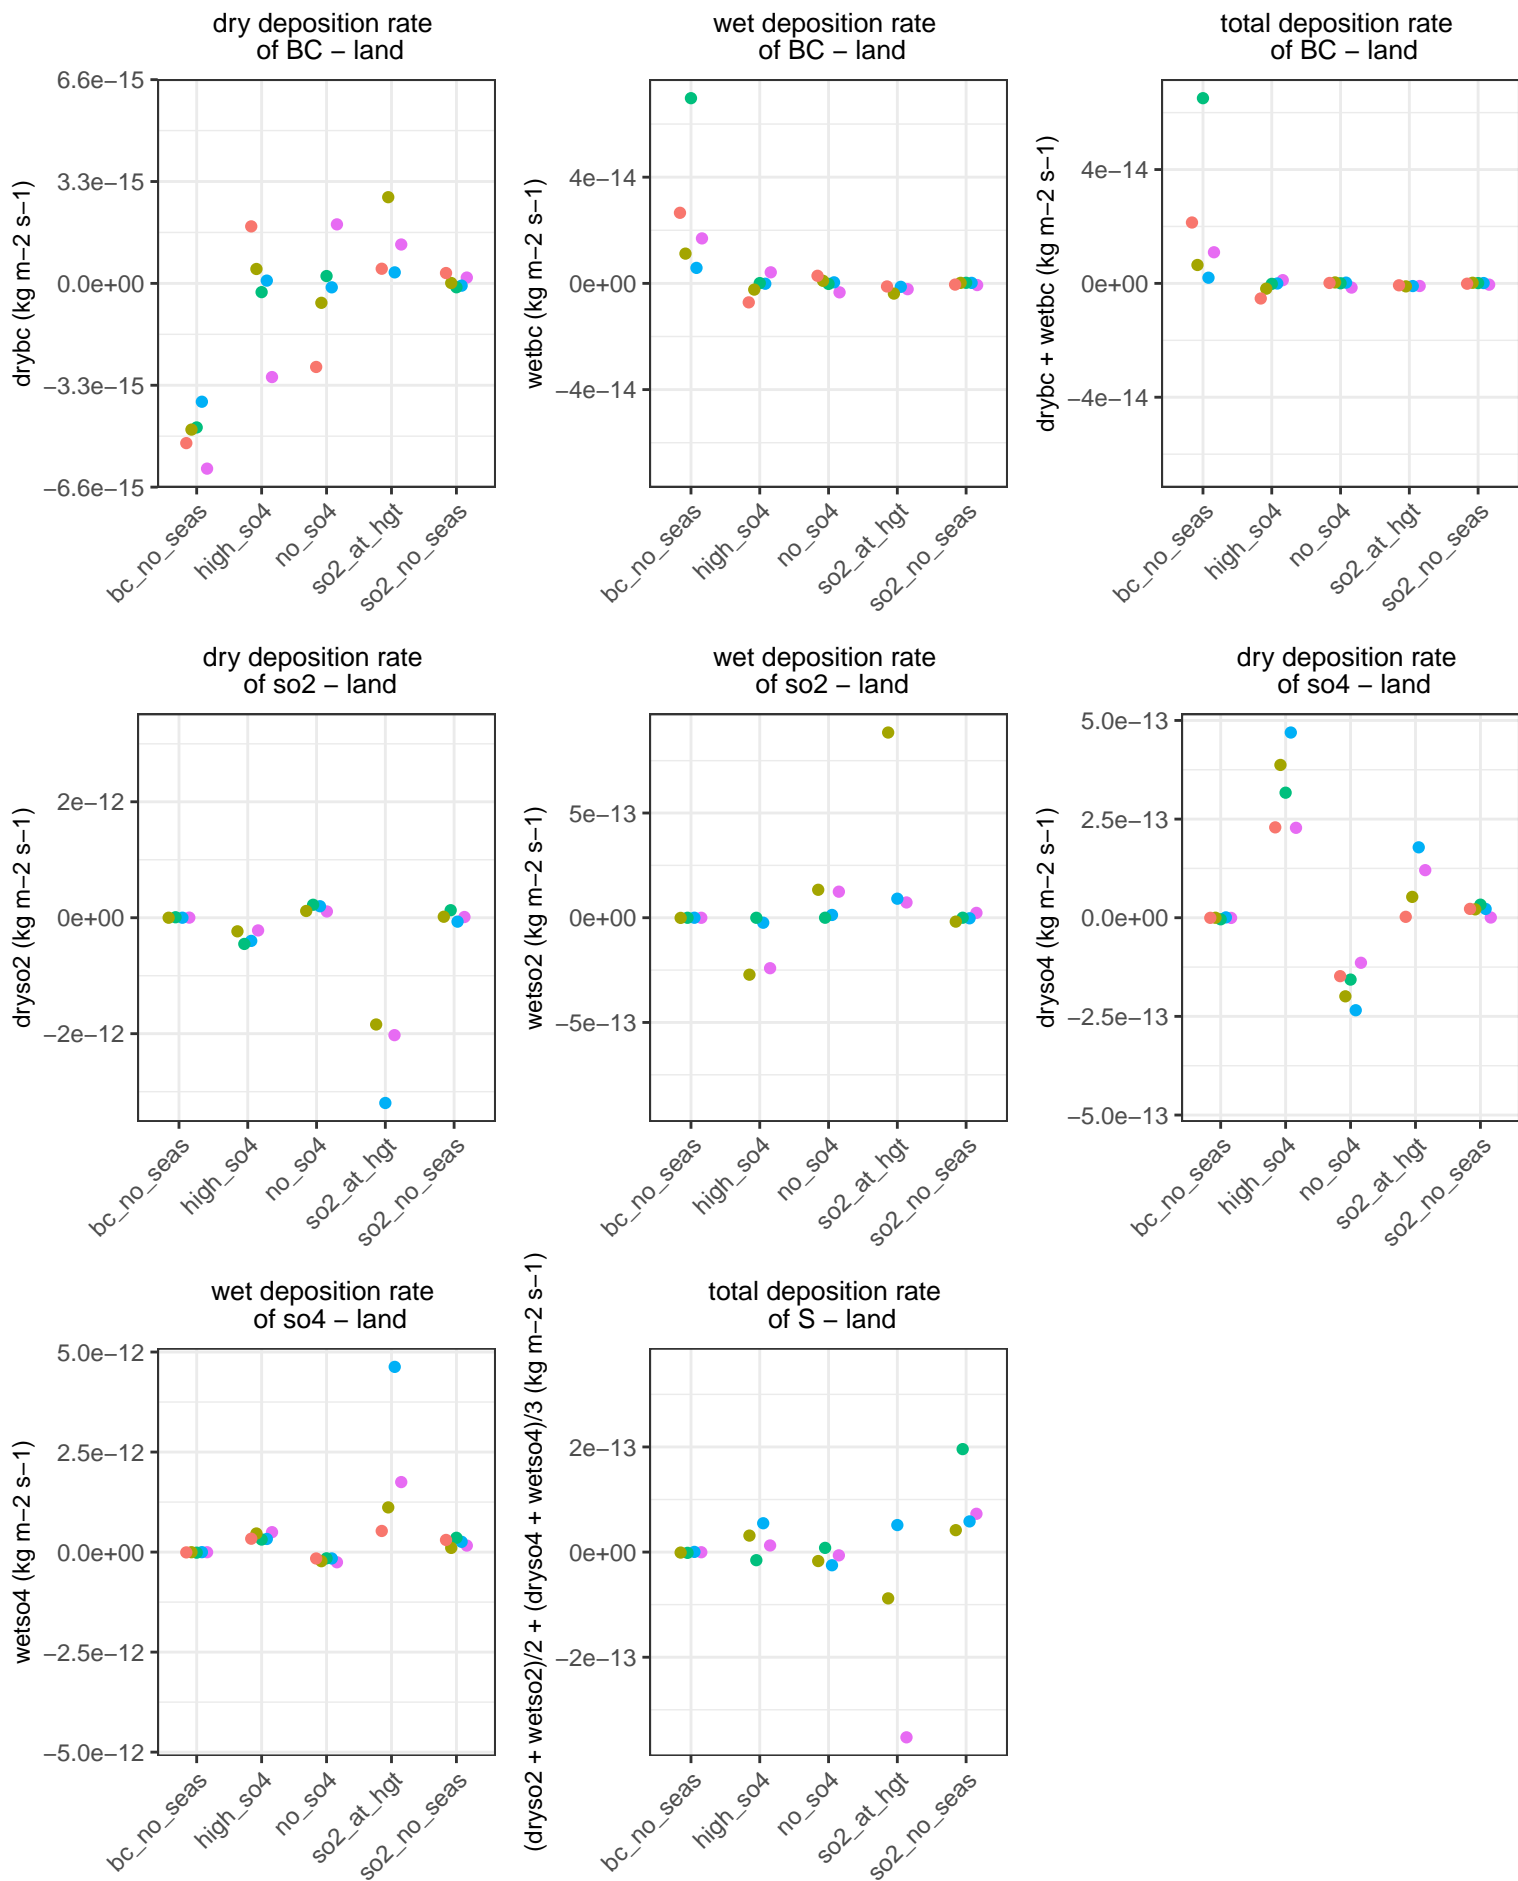 dry deposition rate
of BC − land
drybc (kg m−2 s−1)
6.6e−15
3.3e−15
0.0e+00
−3.3e−15
−6.6e−15
bc_no_seas
high_so4
no_so4
so2_at_hgt
so2_no_seas
wet deposition rate
of BC − land
wetbc (kg m−2 s−1)
4e−14
0e+00
−4e−14
bc_no_seas
high_so4
no_so4
so2_at_hgt
so2_no_seas
total deposition rate
of BC − land
drybc + wetbc (kg m−2 s−1)
4e−14
0e+00
−4e−14
bc_no_seas
high_so4
no_so4
so2_at_hgt
so2_no_seas
dry deposition rate
of so2 − land
dryso2 (kg m−2 s−1)
2e−12
0e+00
−2e−12
bc_no_seas
high_so4
no_so4
so2_at_hgt
so2_no_seas
wet deposition rate
of so2 − land
wetso2 (kg m−2 s−1)
5e−13
0e+00
−5e−13
bc_no_seas
high_so4
no_so4
so2_at_hgt
so2_no_seas
dry deposition rate
of so4 − land
dryso4 (kg m−2 s−1)
5.0e−13
2.5e−13
0.0e+00
−2.5e−13
−5.0e−13
bc_no_seas
high_so4
no_so4
so2_at_hgt
so2_no_seas
wet deposition rate
of so4 − land
wetso4 (kg m−2 s−1)
5.0e−12
2.5e−12
0.0e+00
−2.5e−12
−5.0e−12
bc_no_seas
high_so4
no_so4
so2_at_hgt
so2_no_seas
total deposition rate
of S − land
(dryso2 + wetso2)/2 + (dryso4 + wetso4)/3 (kg m−2 s−1)
2e−13
0e+00
−2e−13
bc_no_seas
high_so4
no_so4
so2_at_hgt
so2_no_seas